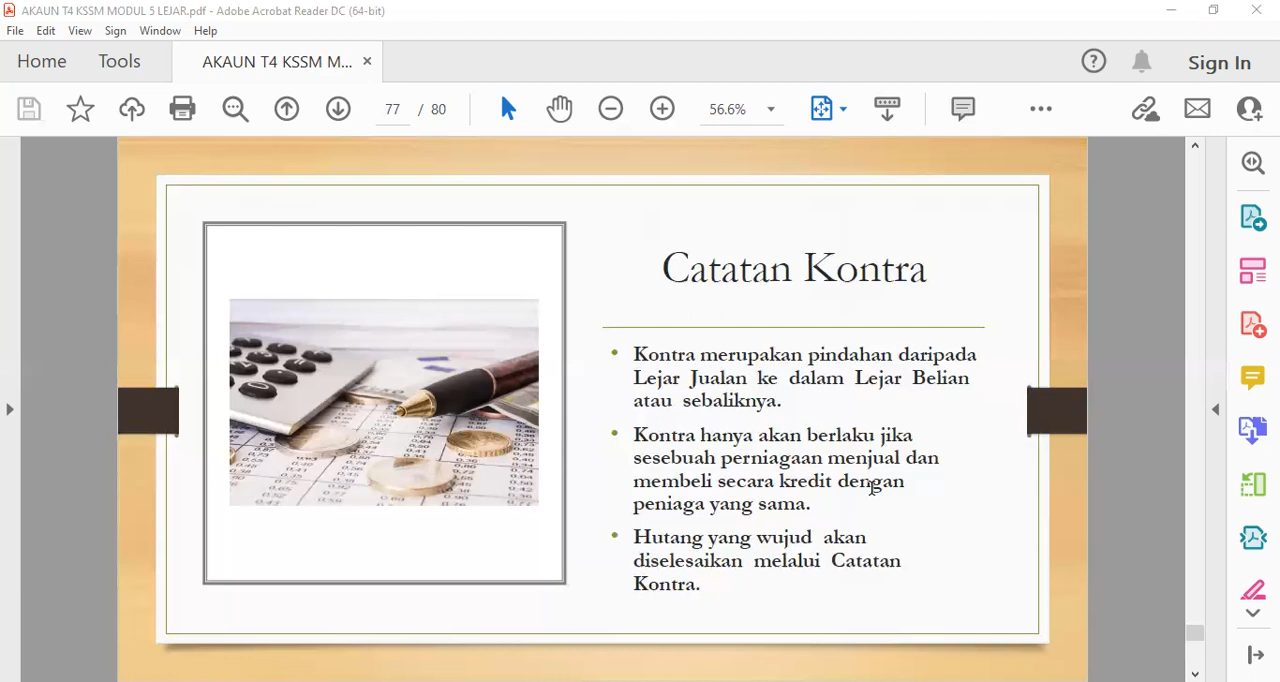 AKAUN T4 KSSM MODUL 5 LEJAR.pdf - Adobe Acrobat Reader DC (64-bit)
File Edit View Sign Window Help
Home Tools AKAUN T4 KSSM M... × Sign In
77 / 80 56.6%
Catatan Kontra
• Kontra merupakan pindahan daripada
Lejar Jualan ke dalam Lejar Belian
atau sebaliknya.
• Kontra hanya akan berlaku jika
sesebuah perniagaan menjual dan
membeli secara kredit dengan
peniaga yang sama.
• Hutang yang wujud akan
diselesaikan melalui Catatan
Kontra.